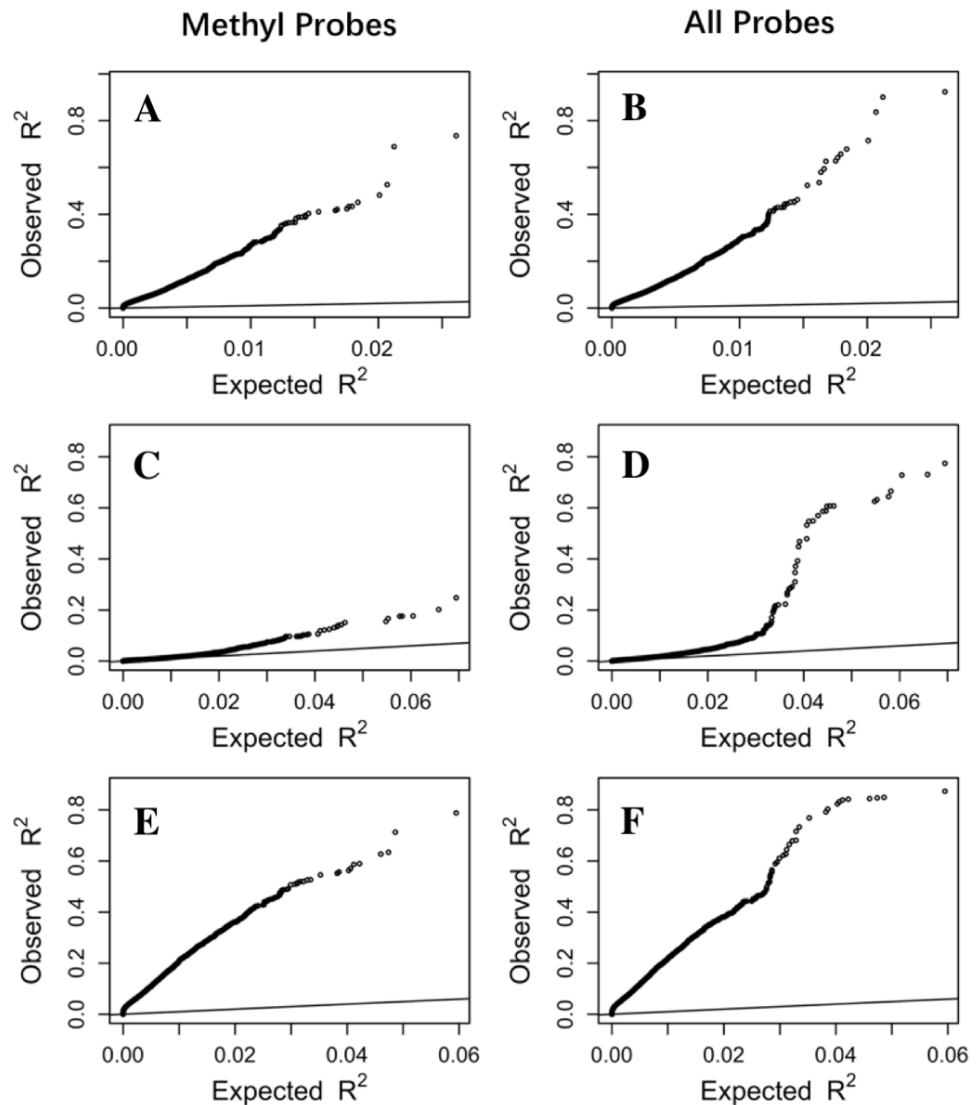 Methyl Probes
All Probes
A
Observed R²
0.0 0.4 0.8
0.00 0.01 0.02
Expected R²
B
Observed R²
0.0 0.4 0.8
0.00 0.01 0.02
Expected R²
C
Observed R²
0.0 0.2 0.4 0.6 0.8
0.00 0.02 0.04 0.06
Expected R²
D
Observed R²
0.0 0.2 0.4 0.6 0.8
0.00 0.02 0.04 0.06
Expected R²
E
Observed R²
0.0 0.2 0.4 0.6 0.8
0.00 0.02 0.04 0.06
Expected R²
F
Observed R²
0.0 0.2 0.4 0.6 0.8
0.00 0.02 0.04 0.06
Expected R²